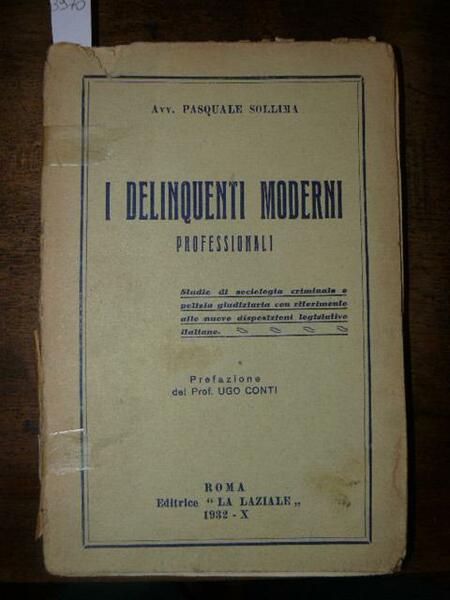 3970
Avv. PASQUALE SOLLIMA
I DELINQUENTI MODERNI
PROFESSIONALI
Studio di sociologia criminale e
polizia giudiziaria con riferimento
alle nuove disposizioni legislative
italiane.
Prefazione
del Prof. UGO CONTI
ROMA
Editrice "LA LAZIALE„
1932 - X